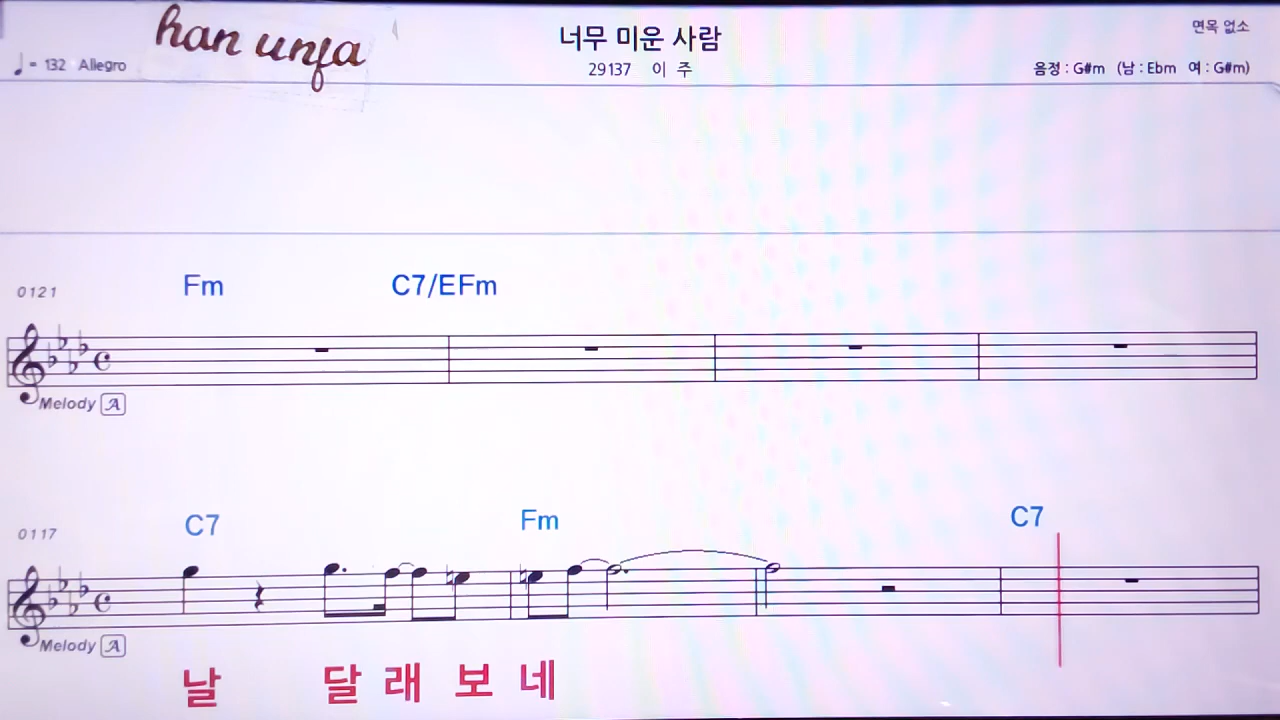 han unfa
너무 미운 사람
면목 없소
♩= 132 Allegro
29137 이 주
음정 : G#m (남 : Ebm 여 : G#m)
0121
Fm C7/EFm
Melody A
0117
C7 Fm C7
Melody A
날 달 래 보 네